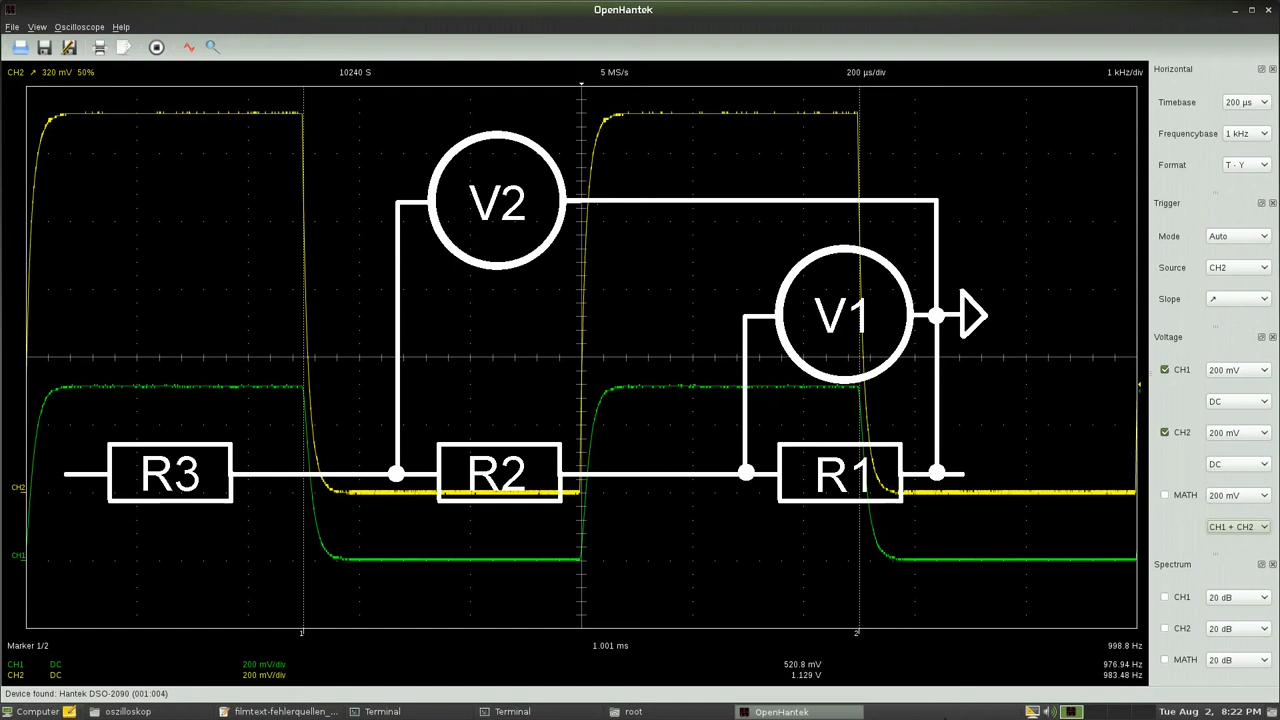 OpenHantek
File View Oscilloscope Help
CH2 ↗ 320 mV 50% 10240 S 5 MS/s 200 µs/div 1 kHz/div
Horizontal
Timebase 200 µs
Frequencybase 1 kHz
Format T - Y
Trigger
Mode Auto
Source CH2
Slope ↗
Voltage
CH1 200 mV
DC
CH2 200 mV
DC
MATH 200 mV
CH1 + CH2
Spectrum
CH1 20 dB
CH2 20 dB
MATH 20 dB
V2
V1
R3 R2 R1
CH2
CH1
1 2
Marker 1/2 1.001 ms 998.8 Hz
CH1 DC 200 mV/div 520.8 mV 976.94 Hz
CH2 DC 200 mV/div 1.129 V 983.48 Hz
Device found: Hantek DSO-2090 (001:004)
Computer oszilloskop filmtext-fehlerquellen_... Terminal Terminal root OpenHantek Tue Aug 2, 8:22 PM